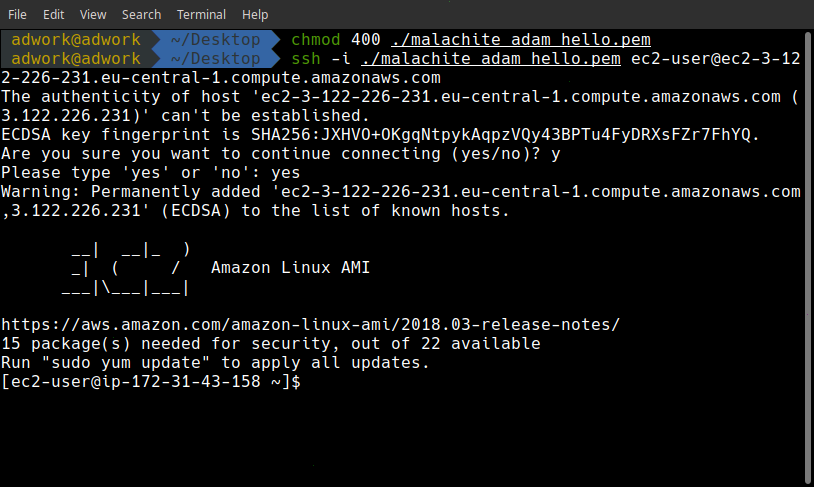 File Edit View Search Terminal Help
adwork@adwork ~/Desktop chmod 400 ./malachite_adam_hello.pem
adwork@adwork ~/Desktop ssh -i ./malachite_adam_hello.pem ec2-user@ec2-3-12
2-226-231.eu-central-1.compute.amazonaws.com
The authenticity of host 'ec2-3-122-226-231.eu-central-1.compute.amazonaws.com (
3.122.226.231)' can't be established.
ECDSA key fingerprint is SHA256:JXHVO+OKgqNtpykAqpzVQy43BPTu4FyDRXsFZr7FhYQ.
Are you sure you want to continue connecting (yes/no)? y
Please type 'yes' or 'no': yes
Warning: Permanently added 'ec2-3-122-226-231.eu-central-1.compute.amazonaws.com
,3.122.226.231' (ECDSA) to the list of known hosts.
__|  __|_  )
_|  (     /   Amazon Linux AMI
___|\___|___|
https://aws.amazon.com/amazon-linux-ami/2018.03-release-notes/
15 package(s) needed for security, out of 22 available
Run "sudo yum update" to apply all updates.
[ec2-user@ip-172-31-43-158 ~]$